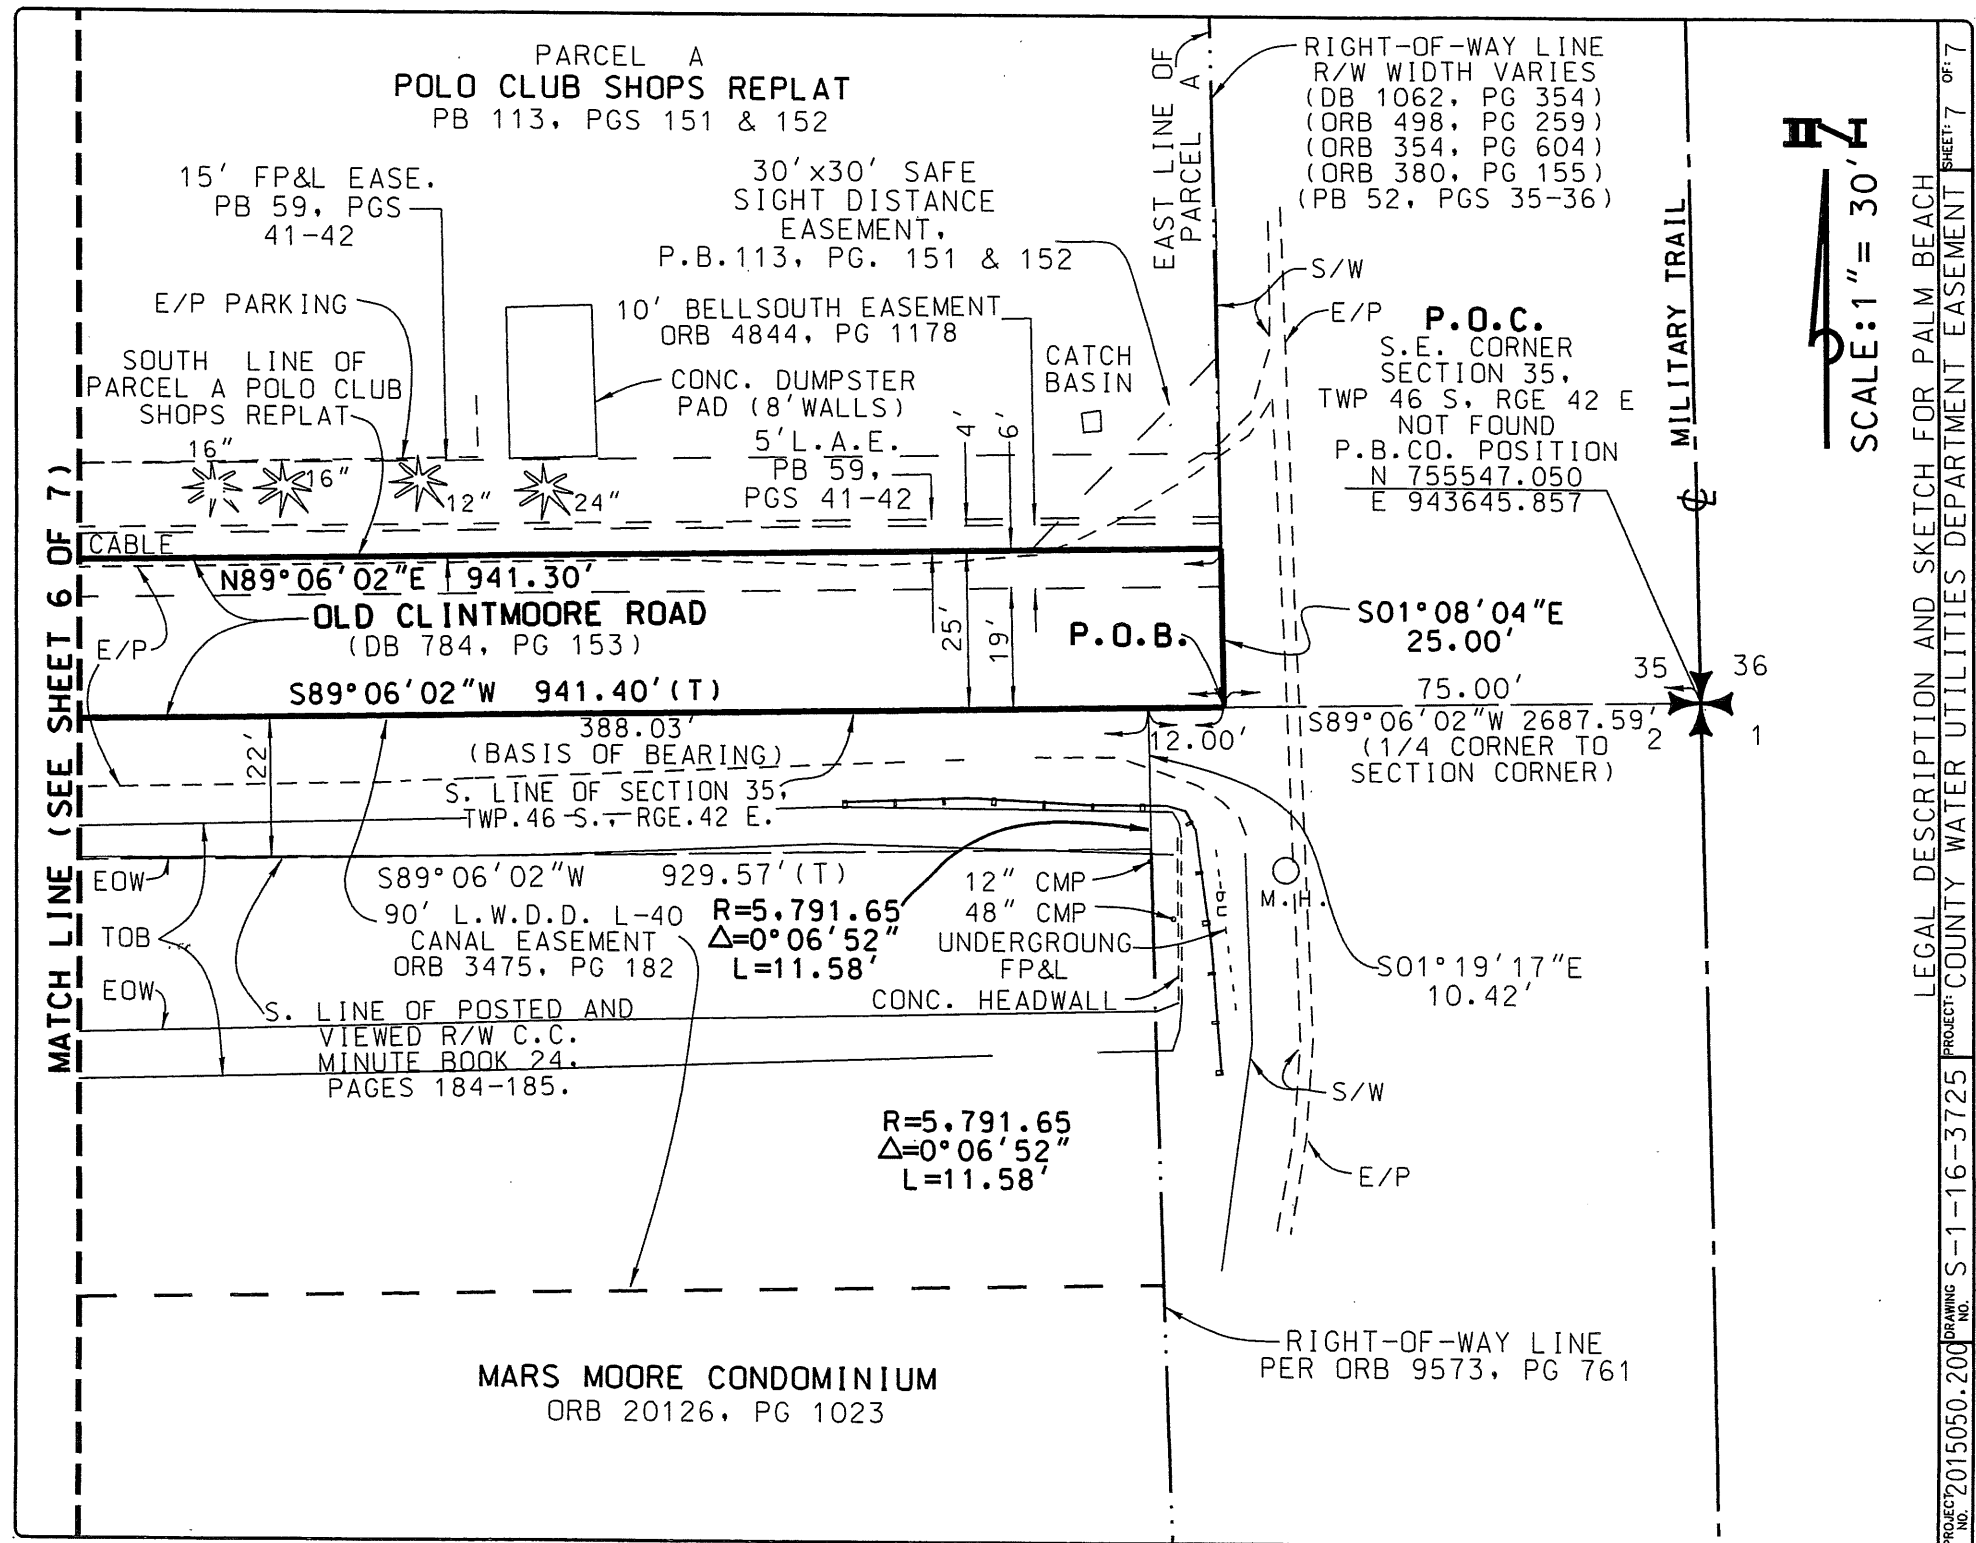 PARCEL A
POLO CLUB SHOPS REPLAT
PB 113, PGS 151 & 152
15' FP&L EASE.
PB 59, PGS
41-42
30'x30' SAFE
SIGHT DISTANCE
EASEMENT,
P.B.113, PG. 151 & 152
EAST LINE OF
PARCEL A
RIGHT-OF-WAY LINE
R/W WIDTH VARIES
(DB 1062, PG 354)
(ORB 498, PG 259)
(ORB 354, PG 604)
(ORB 380, PG 155)
(PB 52, PGS 35-36)
E/P PARKING
10' BELLSOUTH EASEMENT
ORB 4844, PG 1178
S/W
E/P
SOUTH LINE OF
PARCEL A POLO CLUB
SHOPS REPLAT
CONC. DUMPSTER
PAD (8'WALLS)
CATCH
BASIN
P.O.C.
S.E. CORNER
SECTION 35,
TWP 46 S, RGE 42 E
NOT FOUND
P.B.CO. POSITION
N 755547.050
E 943645.857
MILITARY TRAIL
16"
16"
12"
24"
5'L.A.E.
PB 59,
PGS 41-42
4'
6'
CABLE
N89°06'02"E 941.30'
OLD CLINTMOORE ROAD
(DB 784, PG 153)
E/P
25'
19'
P.O.B.
S01°08'04"E
25.00'
S89°06'02"W 941.40'(T)
388.03'
(BASIS OF BEARING)
12.00'
75.00'
S89°06'02"W 2687.59'
(1/4 CORNER TO
SECTION CORNER)
35
36
2
1
22'
S. LINE OF SECTION 35,
TWP.46 S., RGE.42 E.
EOW
S89°06'02"W 929.57'(T)
90' L.W.D.D. L-40
CANAL EASEMENT
ORB 3475, PG 182
R=5,791.65
Δ=0°06'52"
L=11.58'
12" CMP
48" CMP
UNDERGROUNG
FP&L
CONC. HEADWALL
M.H.
S01°19'17"E
10.42'
TOB
EOW
S. LINE OF POSTED AND
VIEWED R/W C.C.
MINUTE BOOK 24,
PAGES 184-185.
S/W
R=5,791.65
Δ=0°06'52"
L=11.58'
E/P
RIGHT-OF-WAY LINE
PER ORB 9573, PG 761
MARS MOORE CONDOMINIUM
ORB 20126, PG 1023
MATCH LINE (SEE SHEET 6 OF 7)
SCALE:1"= 30'
LEGAL DESCRIPTION AND SKETCH FOR PALM BEACH
PROJECT: COUNTY WATER UTILITIES DEPARTMENT EASEMENT
SHEET: 7 OF: 7
DRAWING NO. S-1-16-3725
PROJECT NO. 2015050.200